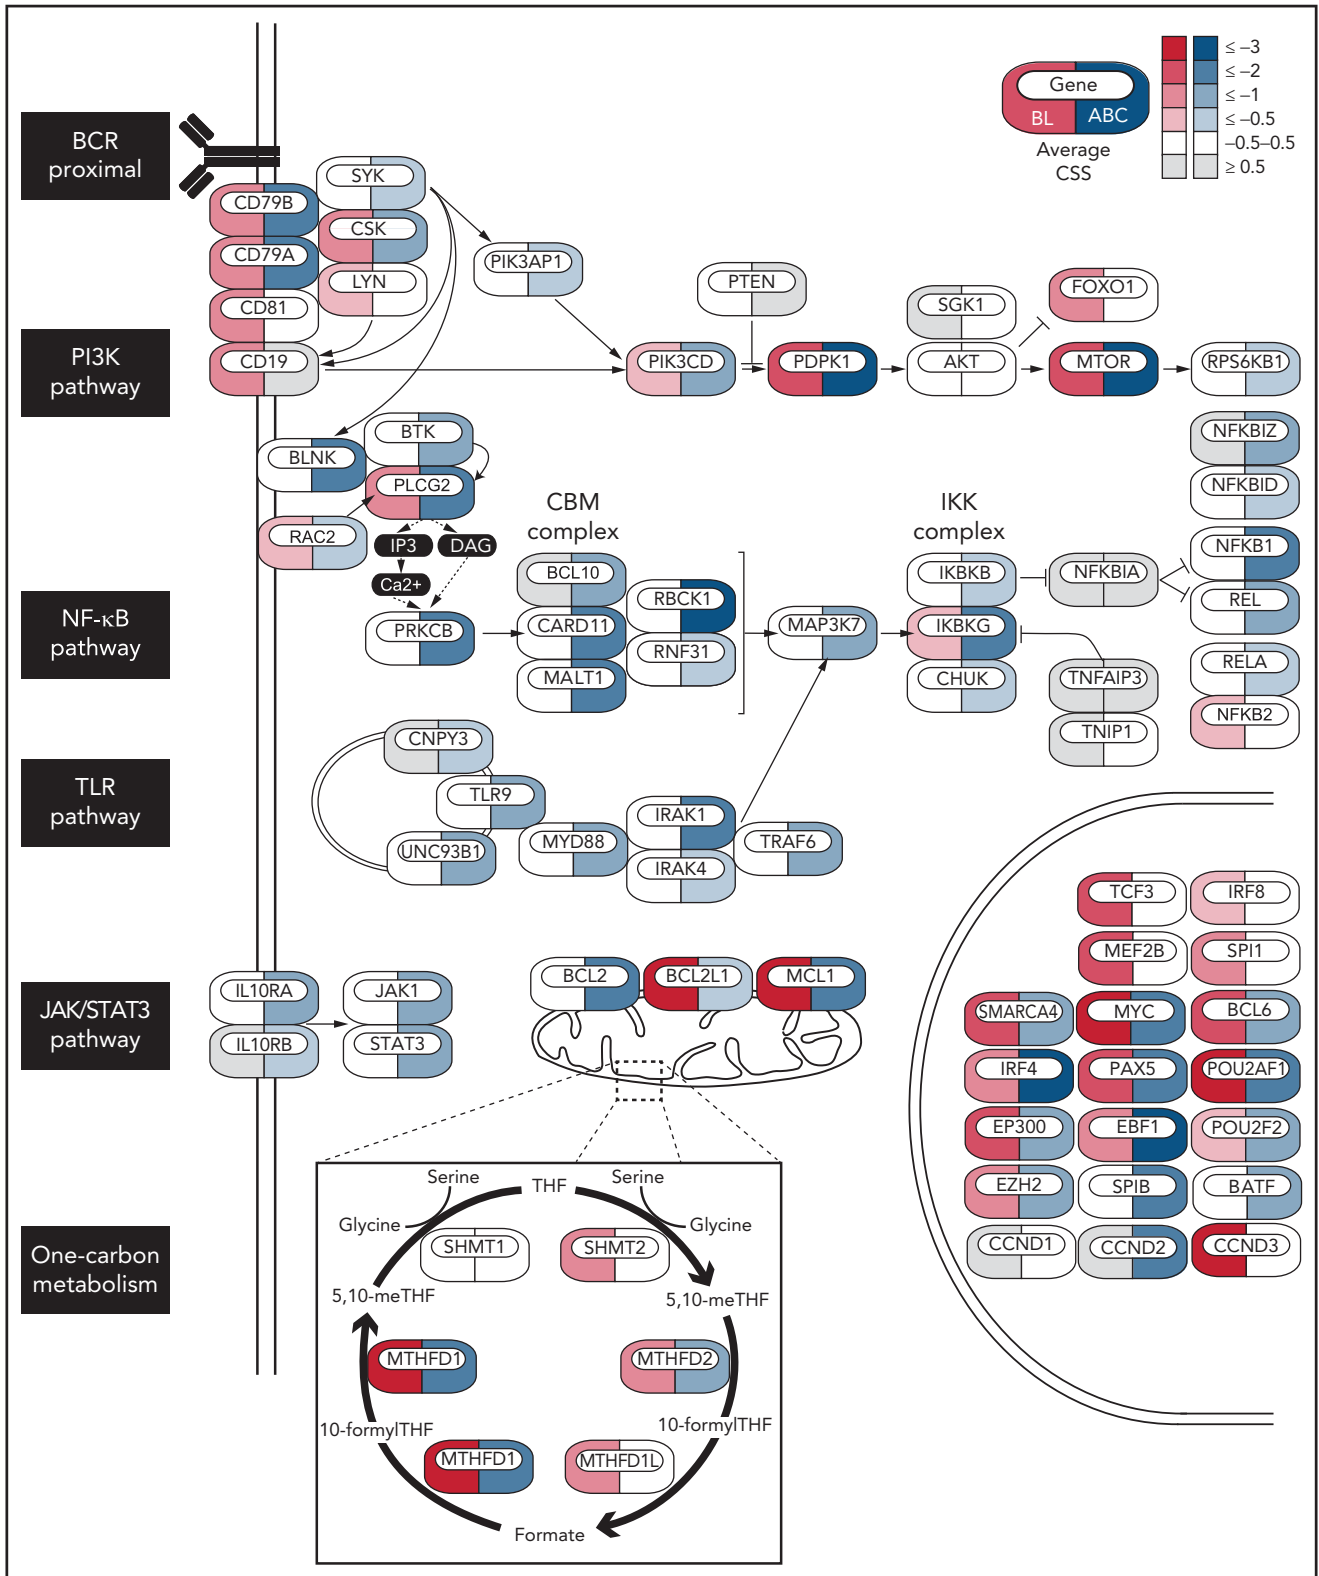 Gene
BL
ABC
Average
CSS
≤ –3
≤ –2
≤ –1
≤ –0.5
–0.5–0.5
≥ 0.5
BCR
proximal
SYK
CD79B
CSK
CD79A
LYN
CD81
CD19
PIK3AP1
PTEN
SGK1
FOXO1
PI3K
pathway
PIK3CD
PDPK1
AKT
MTOR
RPS6KB1
BTK
BLNK
PLCG2
RAC2
IP3
DAG
Ca2+
PRKCB
CBM
complex
IKK
complex
NFKBIZ
NFKBID
NFKB1
REL
RELA
NFKB2
NF-κB
pathway
BCL10
CARD11
MALT1
RBCK1
RNF31
MAP3K7
IKBKB
IKBKG
CHUK
NFKBIA
TNFAIP3
TNIP1
TLR
pathway
CNPY3
TLR9
UNC93B1
MYD88
IRAK1
IRAK4
TRAF6
JAK/STAT3
pathway
IL10RA
IL10RB
JAK1
STAT3
BCL2
BCL2L1
MCL1
TCF3
IRF8
MEF2B
SPI1
SMARCA4
MYC
BCL6
IRF4
PAX5
POU2AF1
EP300
EBF1
POU2F2
EZH2
SPIB
BATF
CCND1
CCND2
CCND3
One-carbon
metabolism
Serine
THF
Serine
Glycine
Glycine
SHMT1
SHMT2
5,10-meTHF
5,10-meTHF
MTHFD1
MTHFD2
10-formylTHF
10-formylTHF
MTHFD1
MTHFD1L
Formate